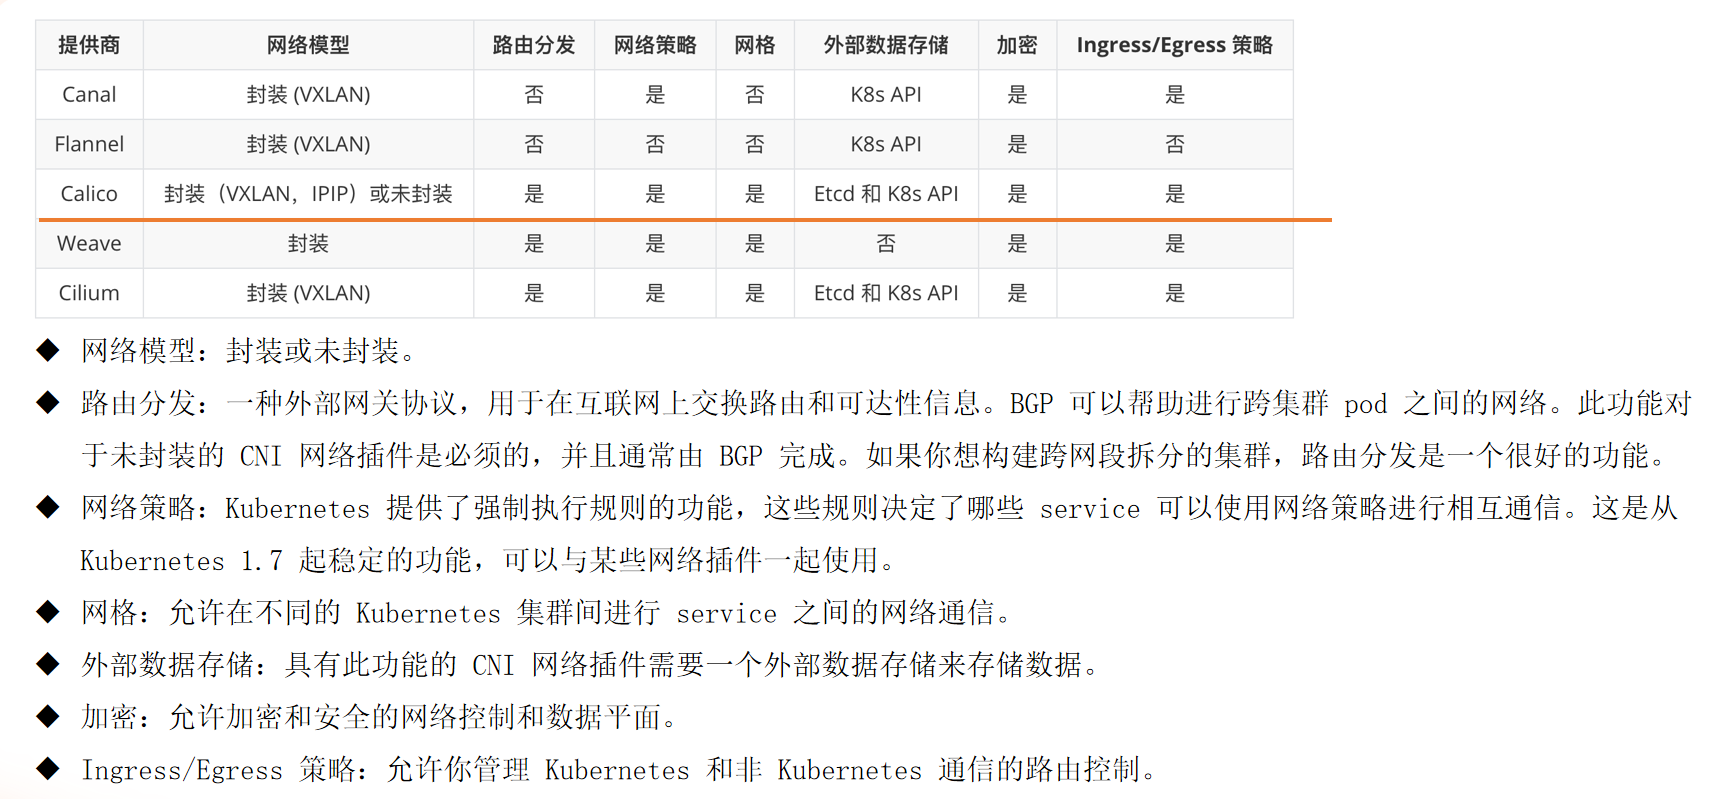 提供商 网络模型 路由分发 网络策略 网格 外部数据存储 加密 Ingress/Egress 策略
Canal 封装 (VXLAN) 否 是 否 K8s API 是 是
Flannel 封装 (VXLAN) 否 否 否 K8s API 是 否
Calico 封装（VXLAN，IPIP）或未封装 是 是 是 Etcd 和 K8s API 是 是
Weave 封装 是 是 是 否 是 是
Cilium 封装 (VXLAN) 是 是 是 Etcd 和 K8s API 是 是
◆ 网络模型：封装或未封装。
◆ 路由分发：一种外部网关协议，用于在互联网上交换路由和可达性信息。BGP 可以帮助进行跨集群 pod 之间的网络。此功能对
于未封装的 CNI 网络插件是必须的，并且通常由 BGP 完成。如果你想构建跨网段拆分的集群，路由分发是一个很好的功能。
◆ 网络策略：Kubernetes 提供了强制执行规则的功能，这些规则决定了哪些 service 可以使用网络策略进行相互通信。这是从
Kubernetes 1.7 起稳定的功能，可以与某些网络插件一起使用。
◆ 网格：允许在不同的 Kubernetes 集群间进行 service 之间的网络通信。
◆ 外部数据存储：具有此功能的 CNI 网络插件需要一个外部数据存储来存储数据。
◆ 加密：允许加密和安全的网络控制和数据平面。
◆ Ingress/Egress 策略：允许你管理 Kubernetes 和非 Kubernetes 通信的路由控制。